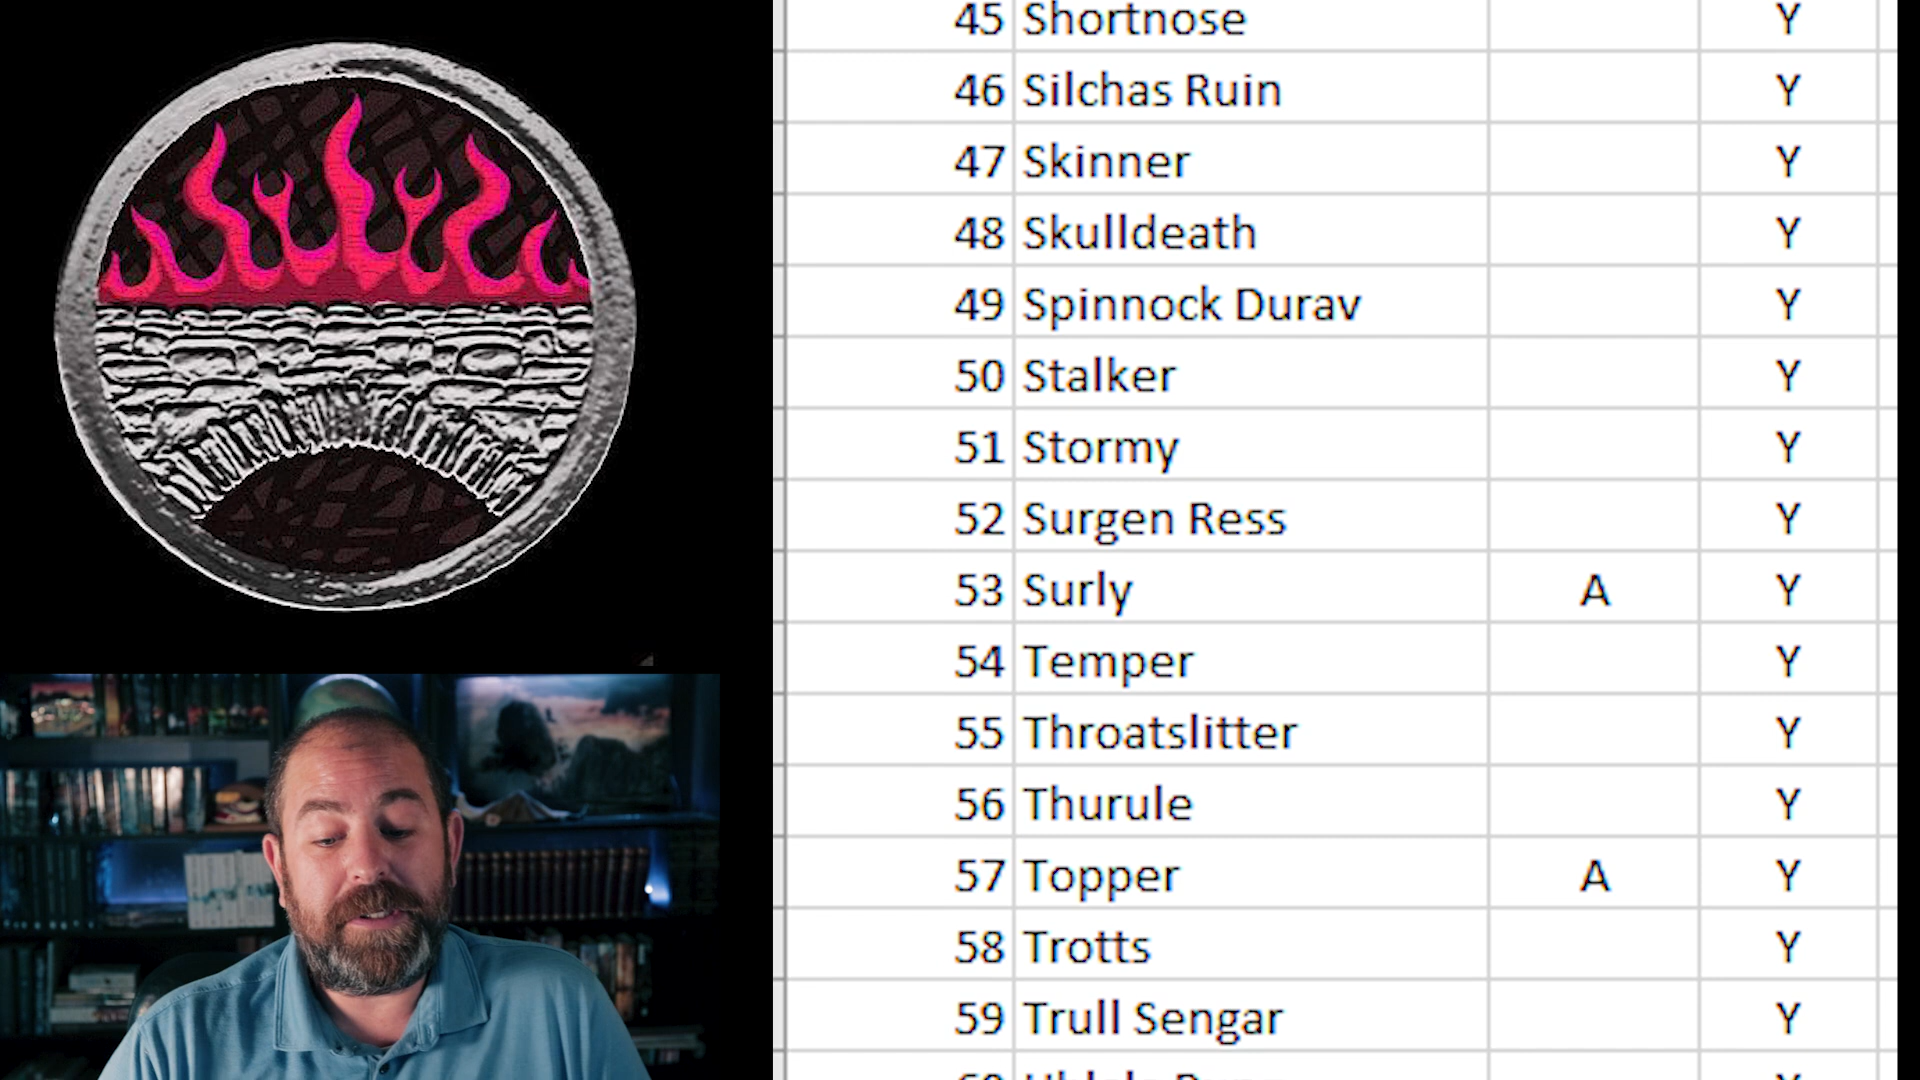 45 Shortnose Y
46 Silchas Ruin Y
47 Skinner Y
48 Skulldeath Y
49 Spinnock Durav Y
50 Stalker Y
51 Stormy Y
52 Surgen Ress Y
53 Surly A Y
54 Temper Y
55 Throatslitter Y
56 Thurule Y
57 Topper A Y
58 Trotts Y
59 Trull Sengar Y